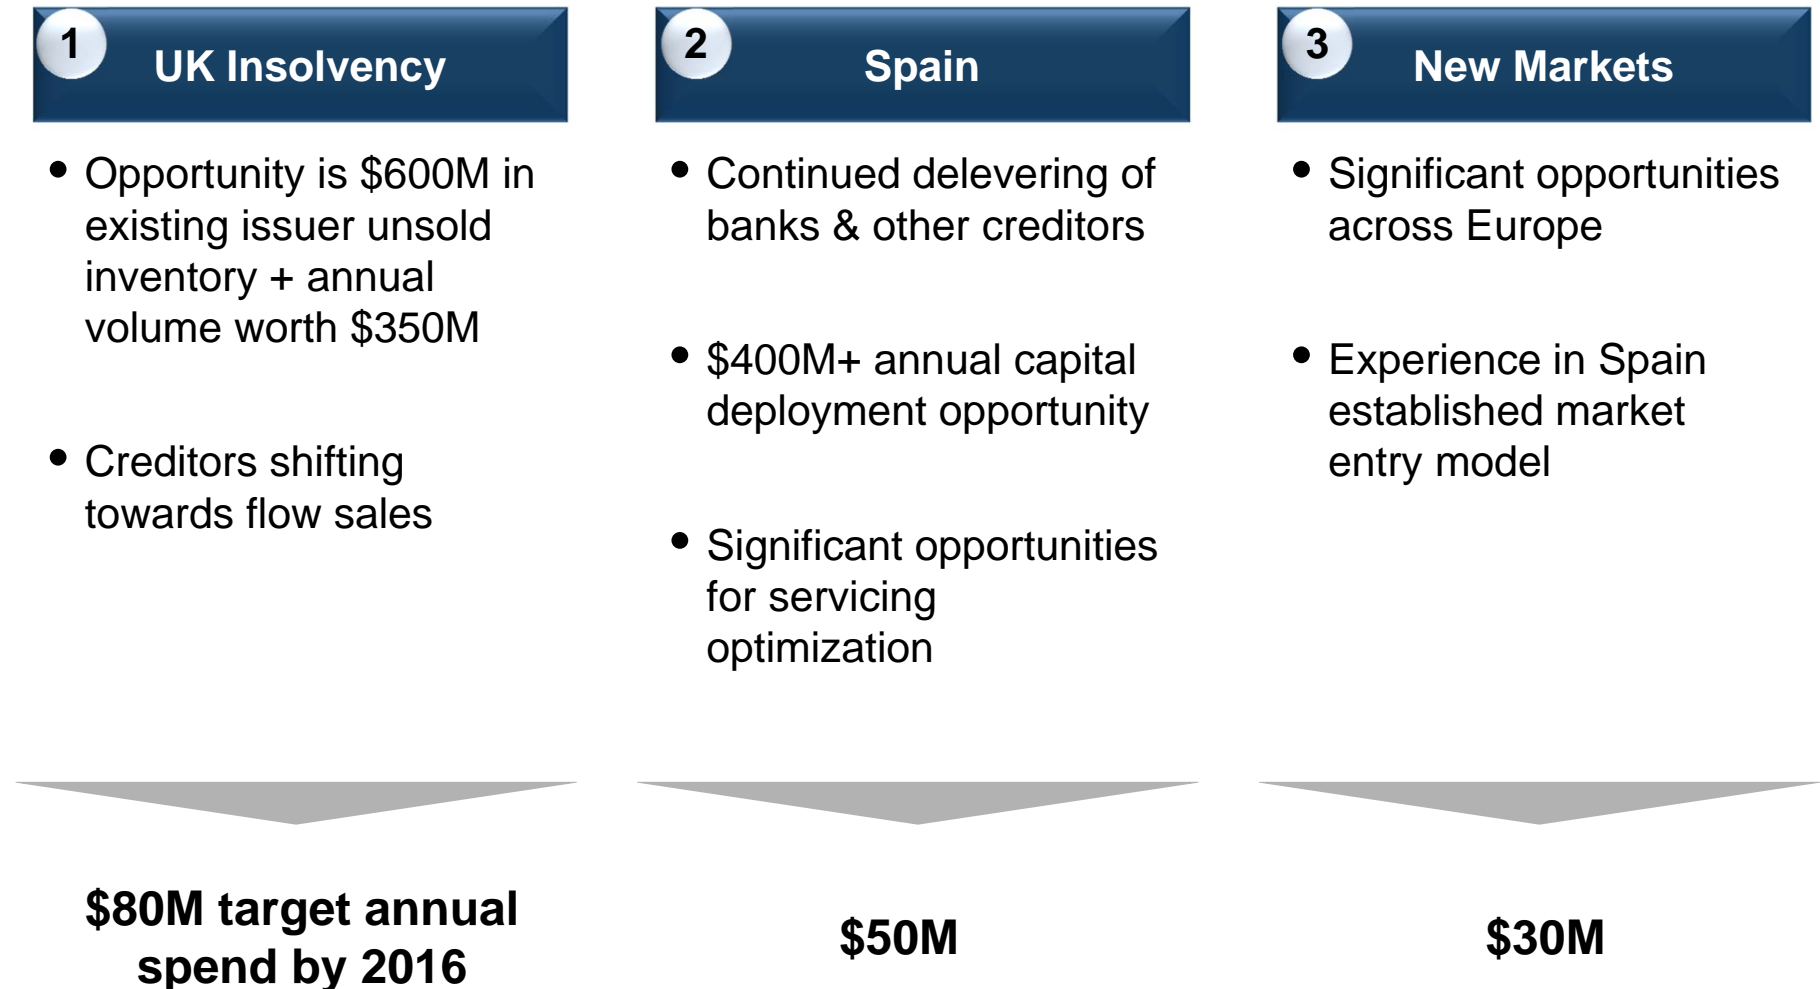 1
UK Insolvency
• Opportunity is $600M in
existing issuer unsold
inventory + annual
volume worth $350M
• Creditors shifting
towards flow sales
$80M target annual
spend by 2016
2
Spain
• Continued delevering of
banks & other creditors
• $400M+ annual capital
deployment opportunity
• Significant opportunities
for servicing
optimization
$50M
3
New Markets
• Significant opportunities
across Europe
• Experience in Spain
established market
entry model
$30M